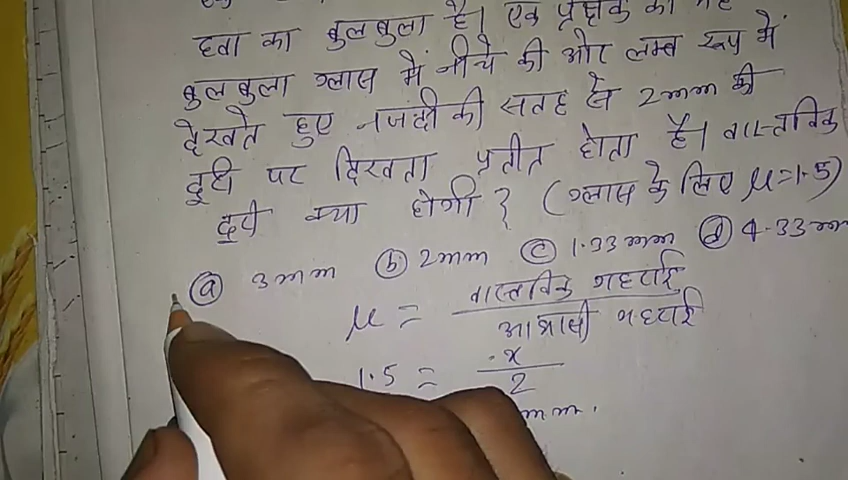 हवा का बुलबुला है। एक प्रेक्षक को यह
बुलबुला ग्लास में नीचे की ओर लम्ब रूप में
देखते हुए नजदीकी सतह से 2mm की
दूरी पर दिखता प्रतीत होता है। वास्तविक
दूरी क्या होगी? (ग्लास के लिए μ=1.5)
(a) 3mm (b) 2mm (c) 1.33mm (d) 4.33mm
μ = वास्तविक गहराई / आभासी गहराई
1.5 = x / 2
mm.